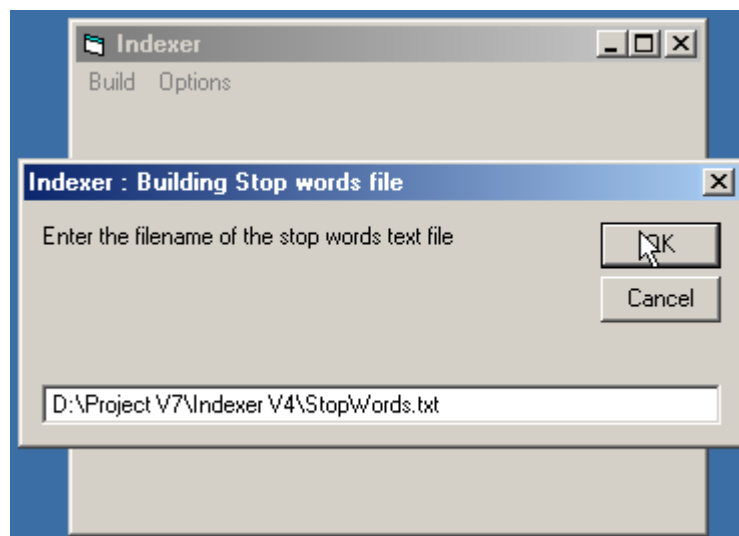 Indexer
Build Options
Indexer : Building Stop words file
Enter the filename of the stop words text file
OK
Cancel
D:\Project V7\Indexer V4\StopWords.txt